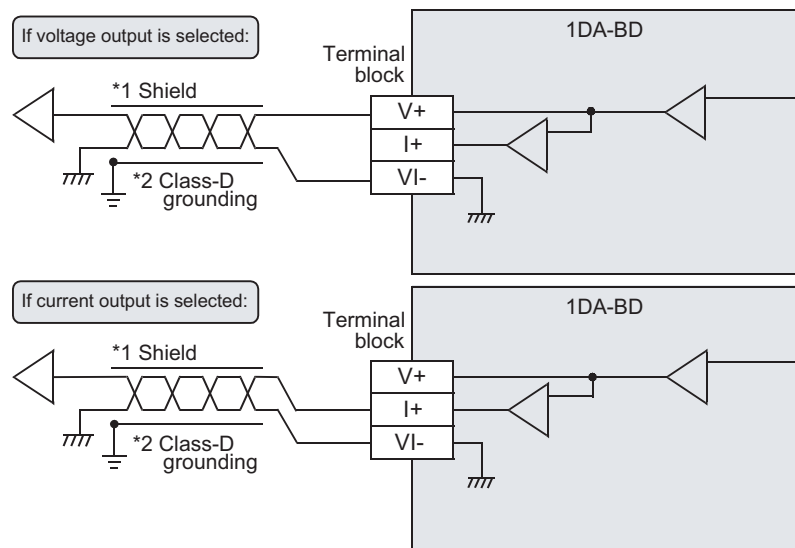 If voltage output is selected:
1DA-BD
Terminal
block
*1 Shield
V+
I+
VI-
*2 Class-D
grounding
If current output is selected:
1DA-BD
Terminal
block
*1 Shield
V+
I+
VI-
*2 Class-D
grounding